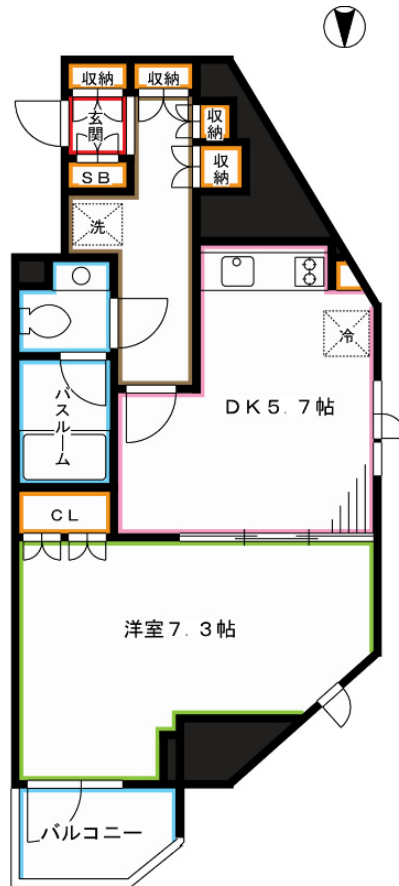 収納
収納
玄関
収納
収納
SB
洗
冷
バスルーム
DK5.7帖
CL
洋室7.3帖
バルコニー